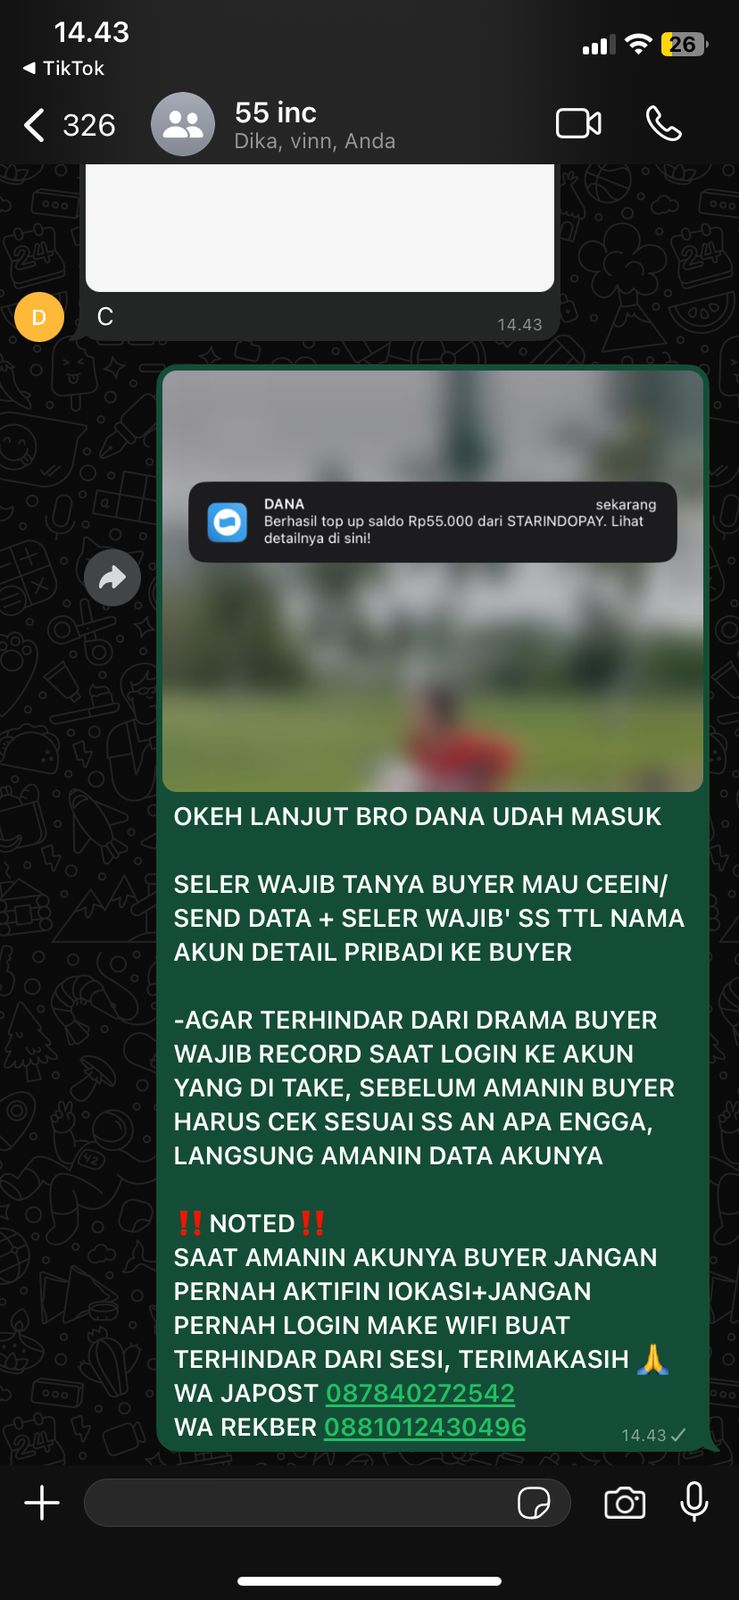 14.43
26
◄ TikTok
326
55 inc
Dika, vinn, Anda
D
C
14.43
DANA
sekarang
Berhasil top up saldo Rp55.000 dari STARINDOPAY. Lihat
detailnya di sini!
OKEH LANJUT BRO DANA UDAH MASUK
SELER WAJIB TANYA BUYER MAU CEEIN/
SEND DATA + SELER WAJIB' SS TTL NAMA
AKUN DETAIL PRIBADI KE BUYER
-AGAR TERHINDAR DARI DRAMA BUYER
WAJIB RECORD SAAT LOGIN KE AKUN
YANG DI TAKE, SEBELUM AMANIN BUYER
HARUS CEK SESUAI SS AN APA ENGGA,
LANGSUNG AMANIN DATA AKUNYA
‼️NOTED‼️
SAAT AMANIN AKUNYA BUYER JANGAN
PERNAH AKTIFIN lOKASI+JANGAN
PERNAH LOGIN MAKE WIFI BUAT
TERHINDAR DARI SESI, TERIMAKASIH 🙏
WA JAPOST 087840272542
WA REKBER 0881012430496
14.43